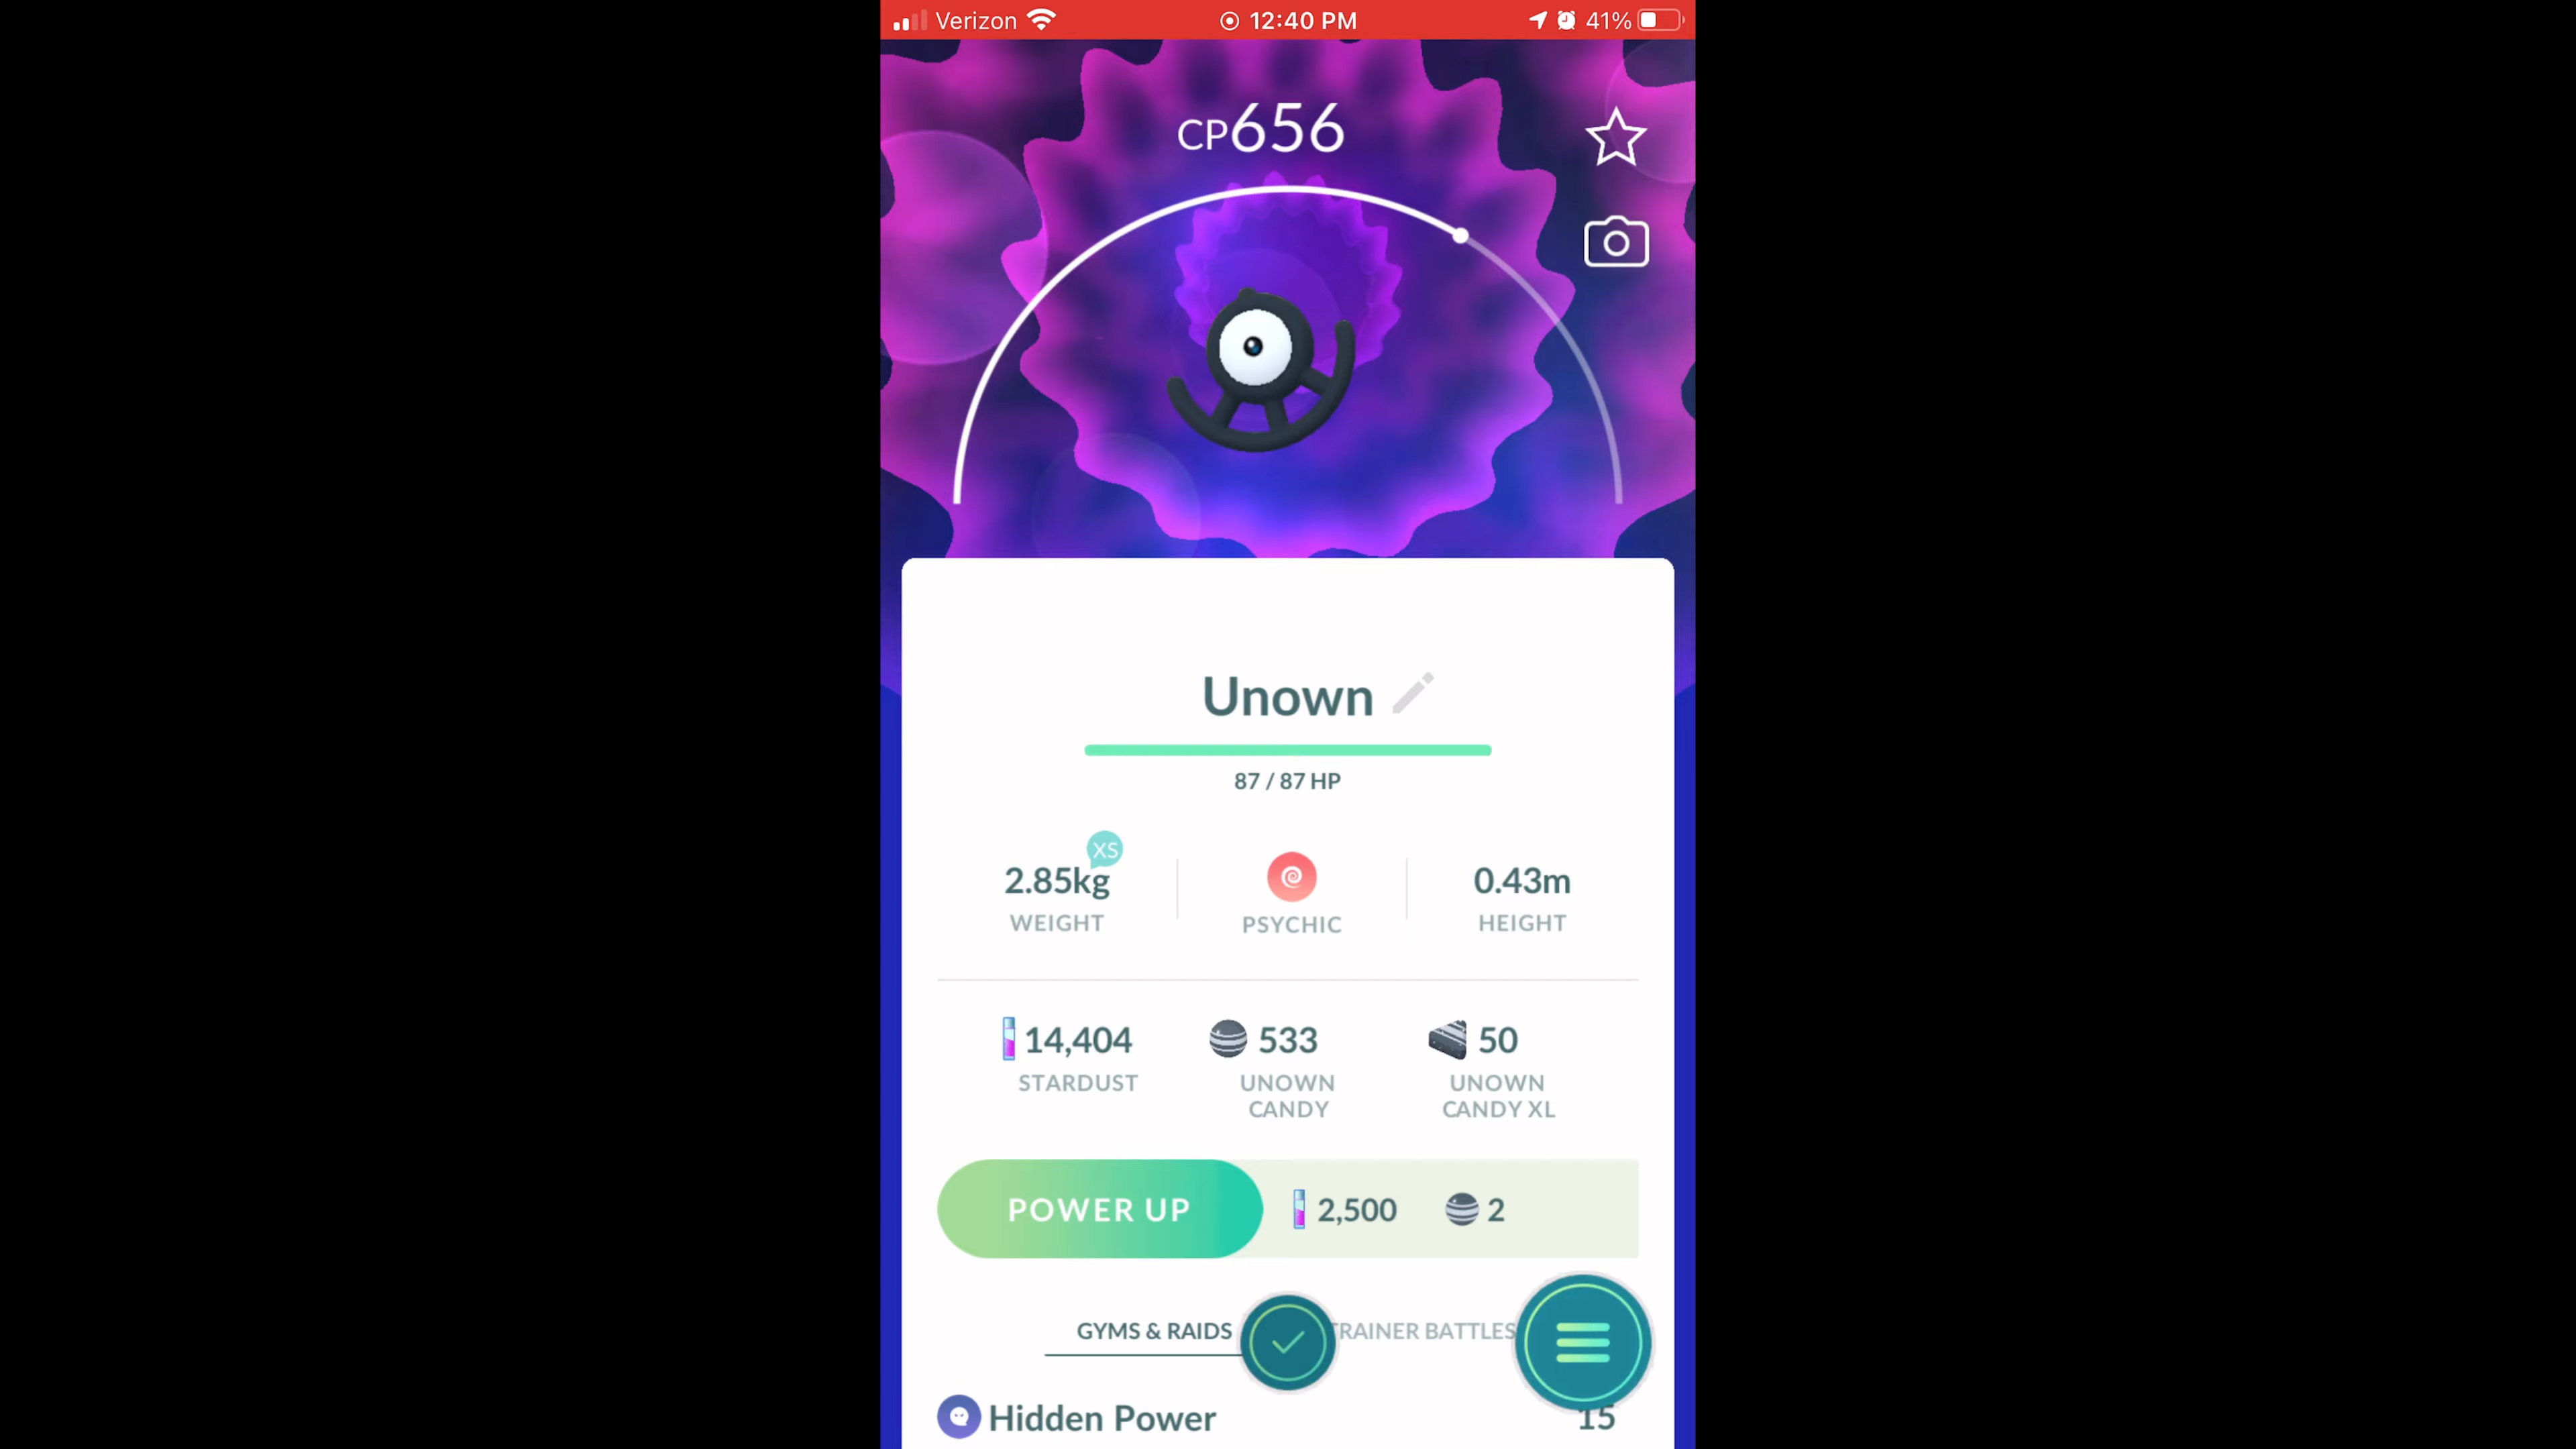 Verizon 12:40 PM 41%
CP656
Unown
87 / 87 HP
XS
2.85kg 0.43m
WEIGHT PSYCHIC HEIGHT
14,404 533 50
STARDUST UNOWN CANDY UNOWN CANDY XL
POWER UP 2,500 2
GYMS & RAIDS TRAINER BATTLES
Hidden Power 15